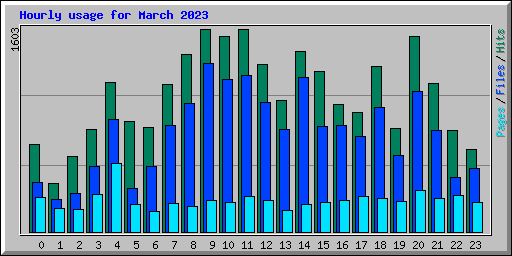 Hourly usage for March 2023
1603
Pages / Files / Hits
0 1 2 3 4 5 6 7 8 9 10 11 12 13 14 15 16 17 18 19 20 21 22 23